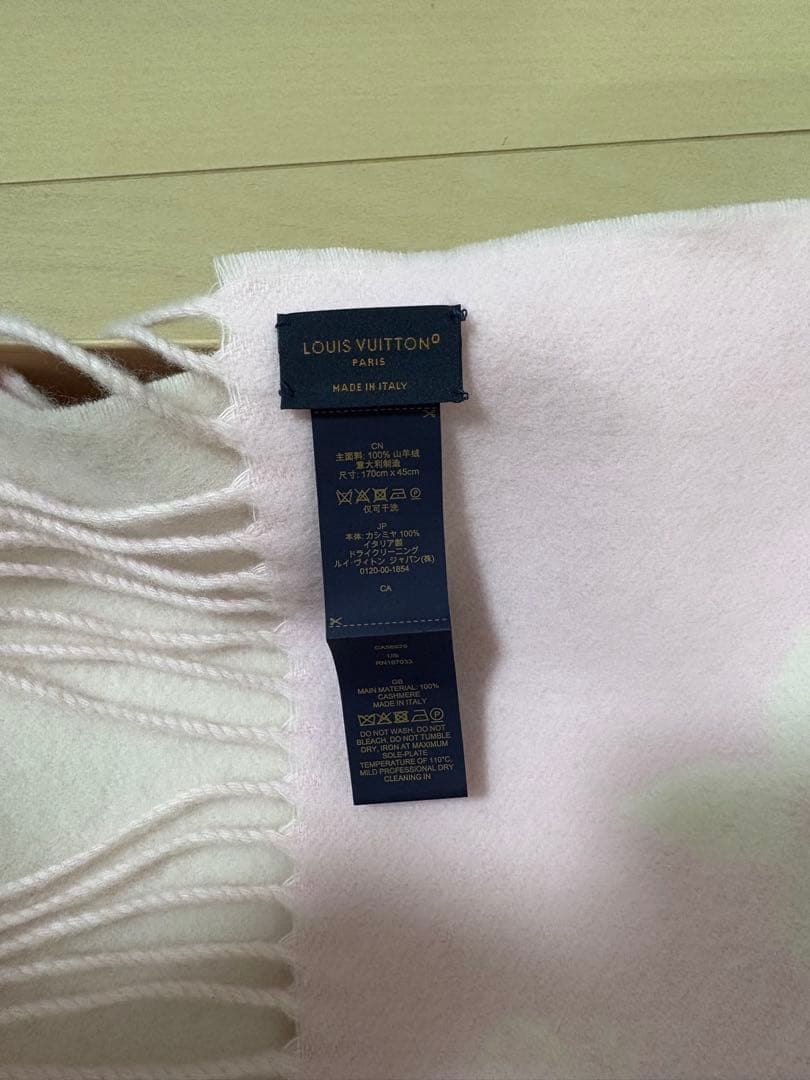 LOUIS VUITTON
PARIS
MADE IN ITALY
CN
主面料: 100% 山羊绒
意大利制造
尺寸: 170cm x 45cm
仅可干洗
JP
本体: カシミヤ 100%
イタリア製
ドライクリーニング
ルイ・ヴィトン ジャパン(株)
0120-00-1854
CA
US
GB
MAIN MATERIAL: 100%
CASHMERE
MADE IN ITALY
DO NOT WASH, DO NOT
BLEACH, DO NOT TUMBLE
DRY, IRON AT MAXIMUM
SOLE-PLATE
TEMPERATURE OF 110°C,
MILD PROFESSIONAL DRY
CLEANING IN